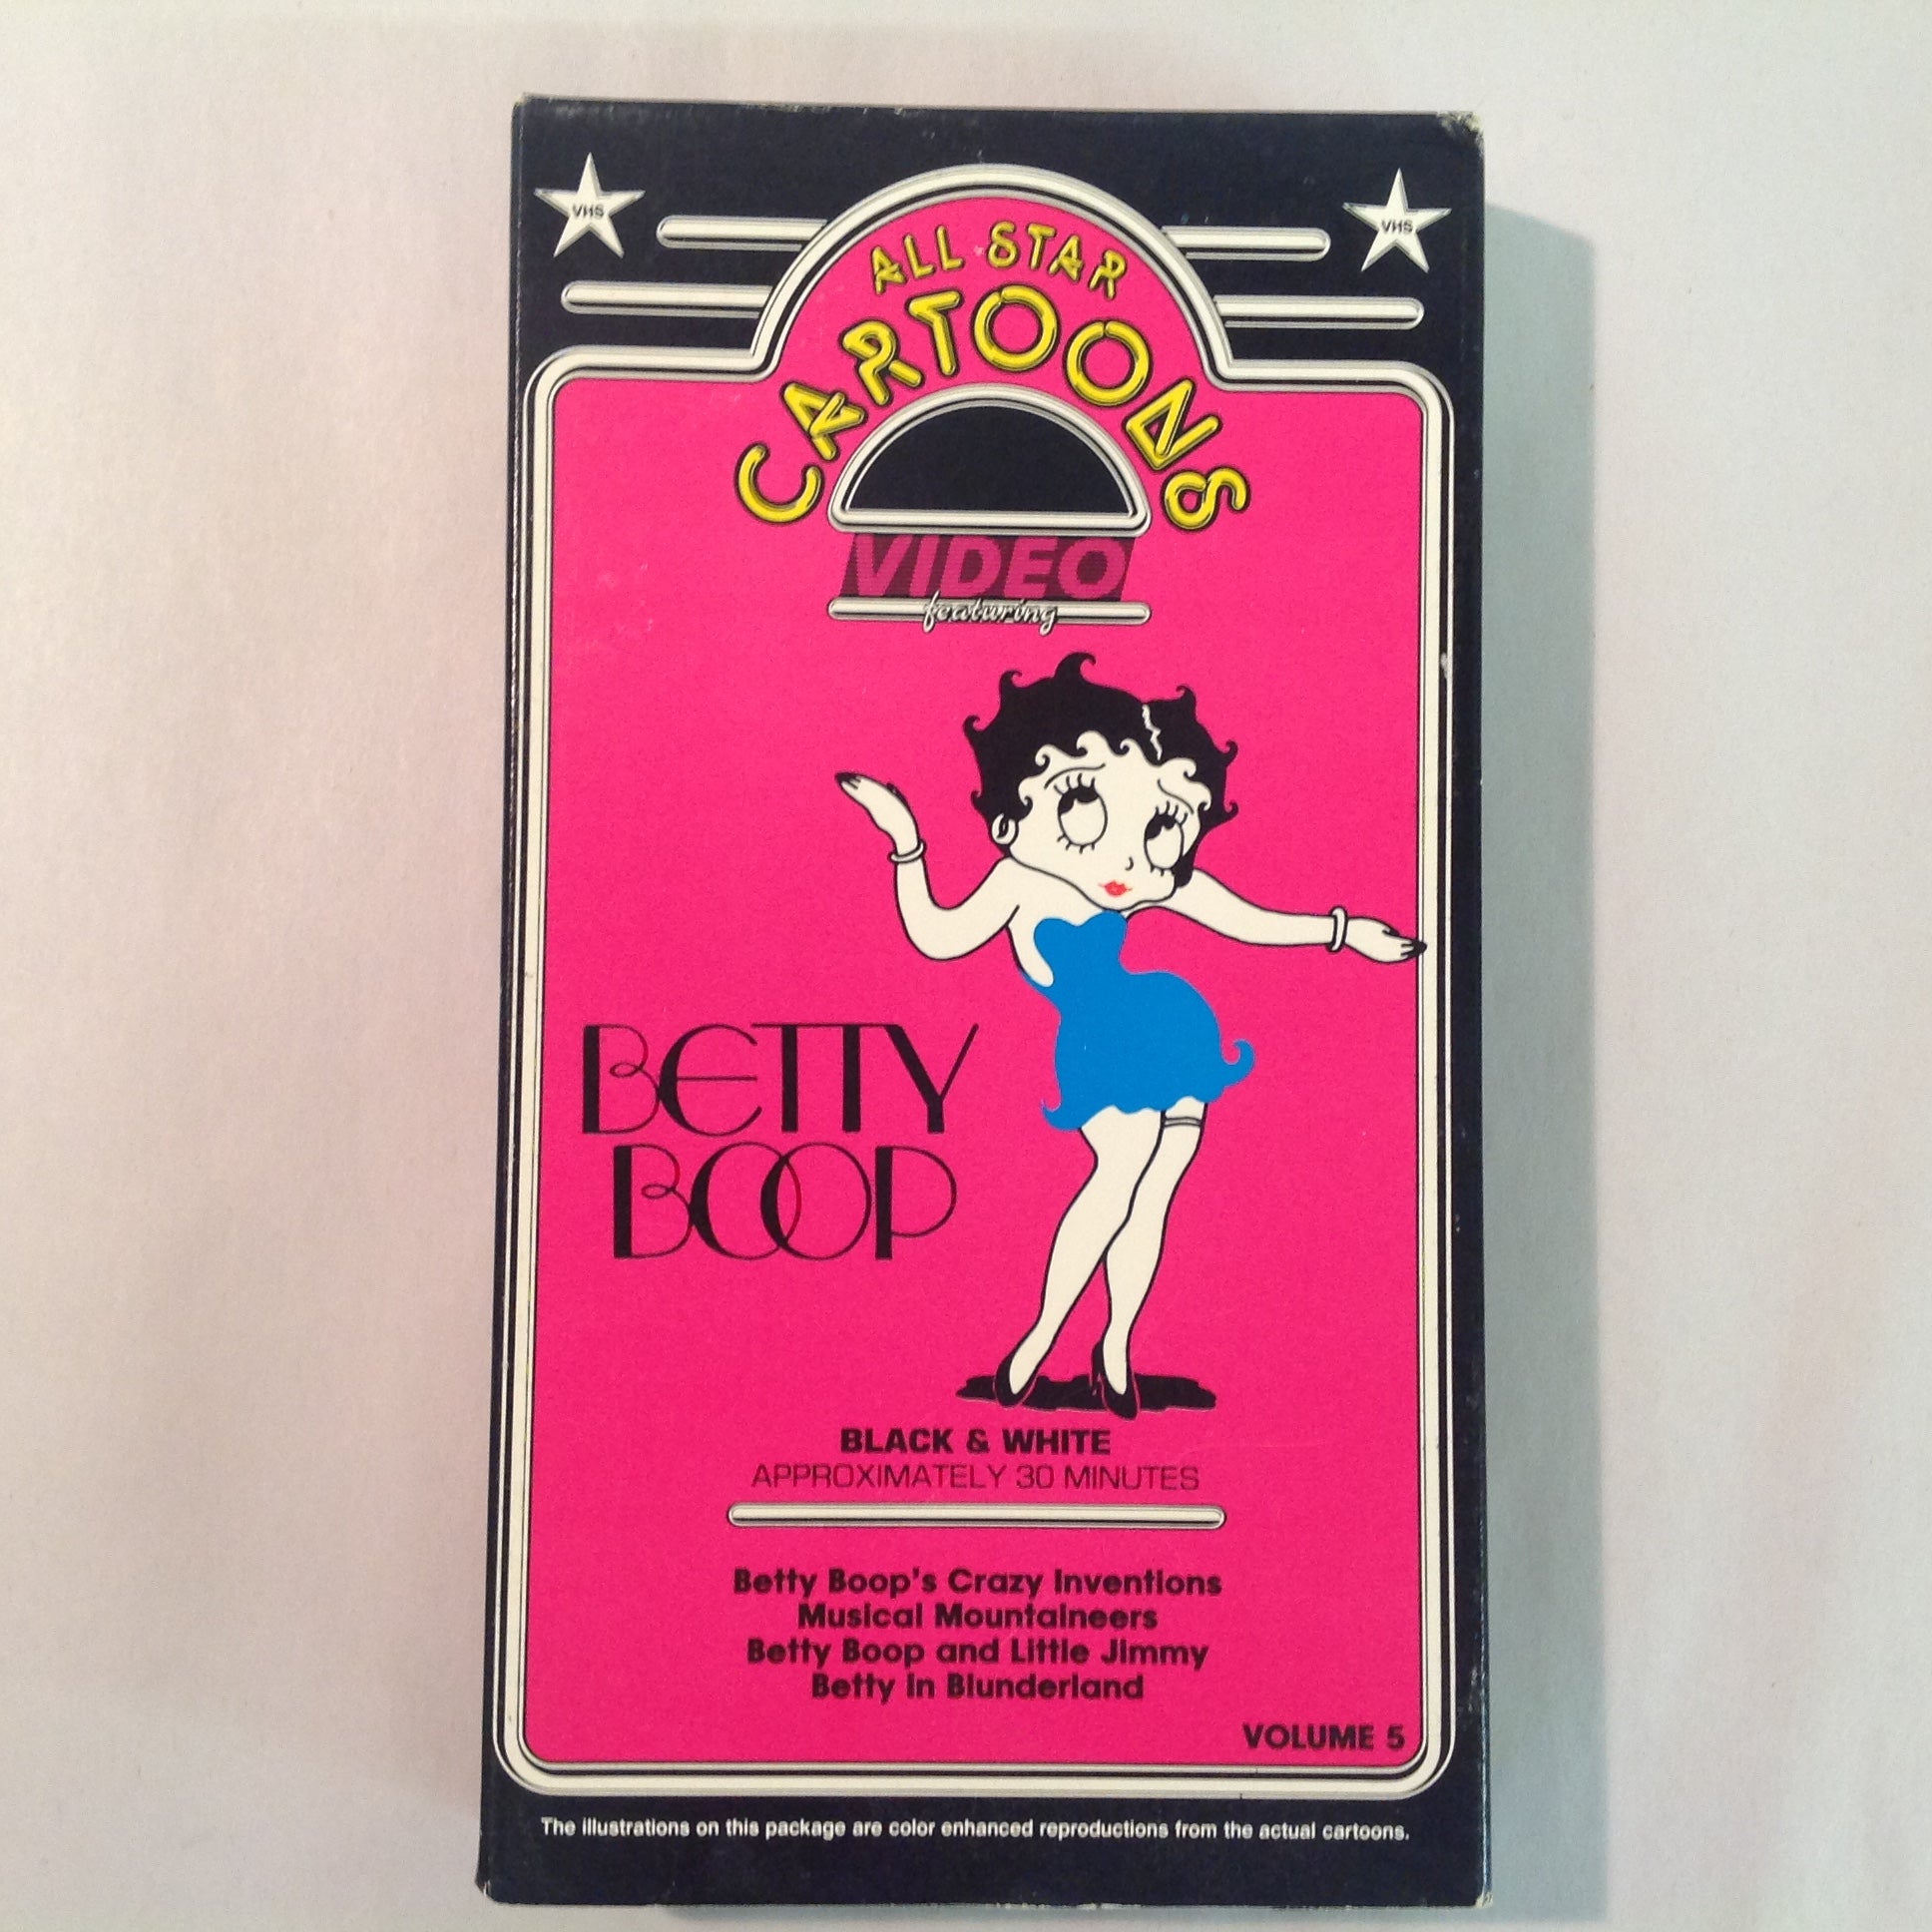 VHS
VHS
ALL STAR
CARTOONS
VIDEO
featuring
BETTY
BOOP
BLACK & WHITE
APPROXIMATELY 30 MINUTES
Betty Boop's Crazy Inventions
Musical Mountaineers
Betty Boop and Little Jimmy
Betty in Blunderland
VOLUME 5
The illustrations on this package are color enhanced reproductions from the actual cartoons.